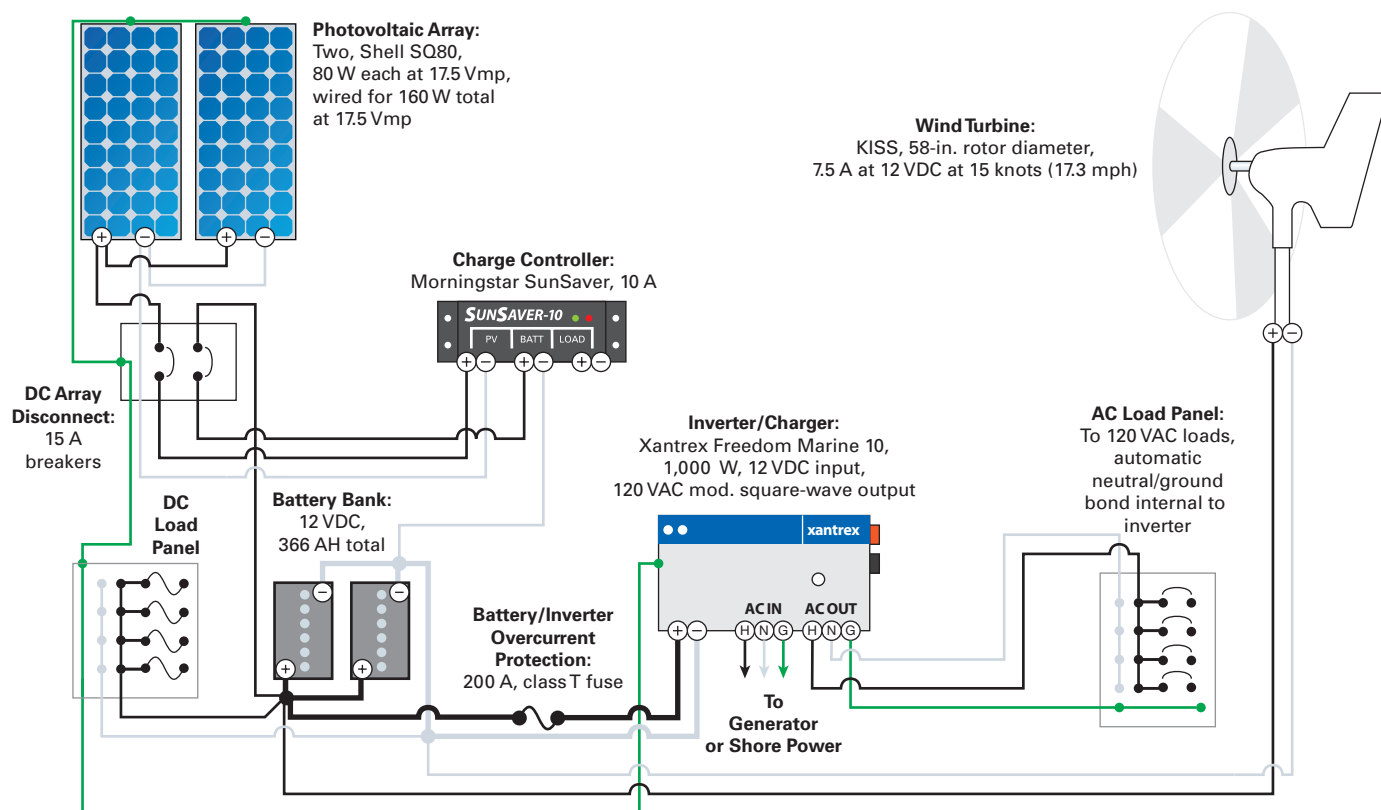 Photovoltaic Array:
Two, Shell SQ80,
80 W each at 17.5 Vmp,
wired for 160 W total
at 17.5 Vmp
+
−
+
−
Wind Turbine:
KISS, 58-in. rotor diameter,
7.5 A at 12 VDC at 15 knots (17.3 mph)
+ −
Charge Controller:
Morningstar SunSaver, 10 A
SUNSAVER-10
PV BATT LOAD
+ − + − + −
DC Array
Disconnect:
15 A
breakers
DC
Load
Panel
Battery Bank:
12 VDC,
366 AH total
−
−
+
+
Battery/Inverter
Overcurrent
Protection:
200 A, class T fuse
Inverter/Charger:
Xantrex Freedom Marine 10,
1,000 W, 12 VDC input,
120 VAC mod. square-wave output
xantrex
AC IN AC OUT
+ − H N G H N G
To
Generator
or Shore Power
AC Load Panel:
To 120 VAC loads,
automatic
neutral/ground
bond internal to
inverter